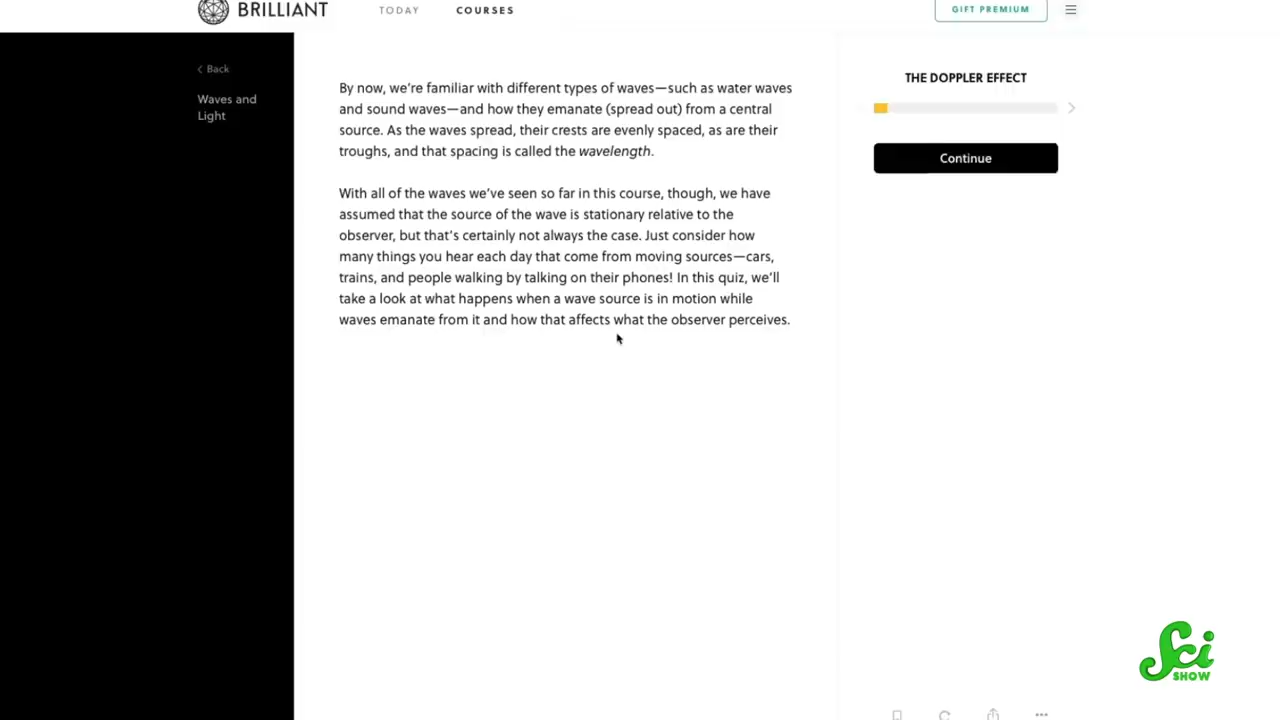 BRILLIANT
TODAY
COURSES
GIFT PREMIUM
Back
Waves and
Light
By now, we're familiar with different types of waves—such as water waves
and sound waves—and how they emanate (spread out) from a central
source. As the waves spread, their crests are evenly spaced, as are their
troughs, and that spacing is called the wavelength.
With all of the waves we've seen so far in this course, though, we have
assumed that the source of the wave is stationary relative to the
observer, but that's certainly not always the case. Just consider how
many things you hear each day that come from moving sources—cars,
trains, and people walking by talking on their phones! In this quiz, we'll
take a look at what happens when a wave source is in motion while
waves emanate from it and how that affects what the observer perceives.
THE DOPPLER EFFECT
Continue
Sci
SHOW